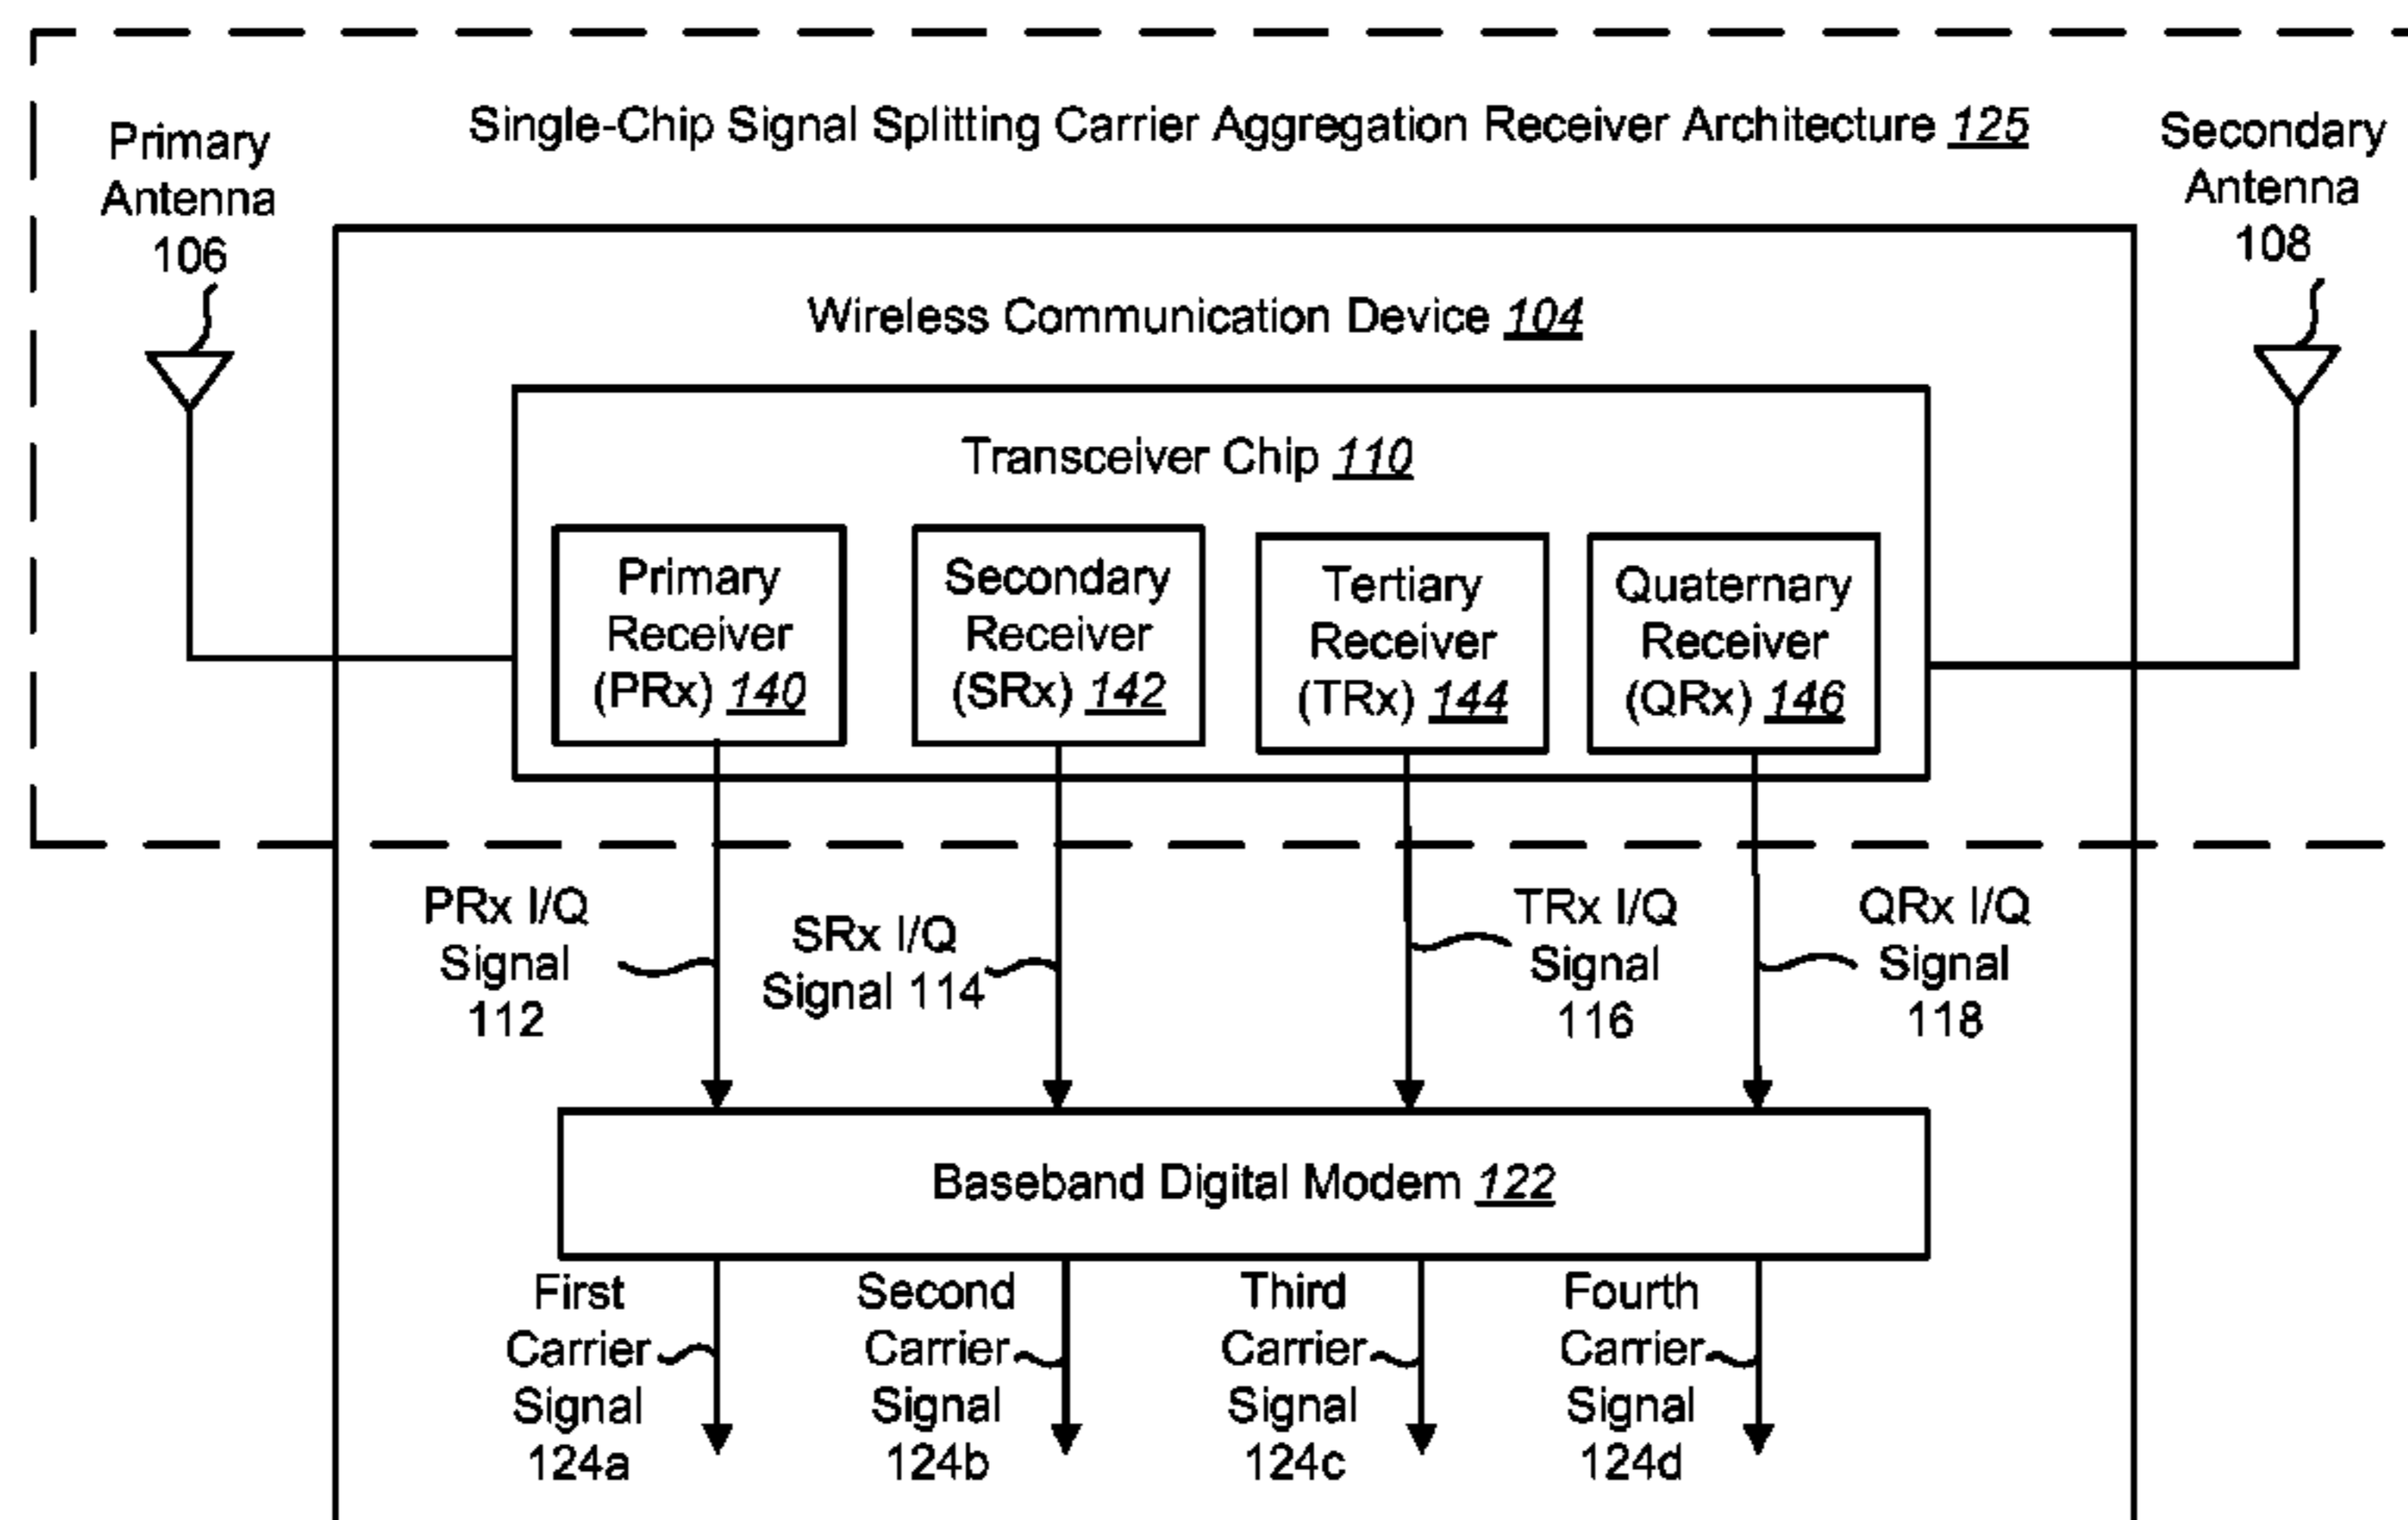 Single-Chip Signal Splitting Carrier Aggregation Receiver Architecture 125
Primary
Antenna
106
Secondary
Antenna
108
Wireless Communication Device 104
Transceiver Chip 110
Primary
Receiver
(PRx) 140
Secondary
Receiver
(SRx) 142
Tertiary
Receiver
(TRx) 144
Quaternary
Receiver
(QRx) 146
PRx I/Q
Signal
112
SRx I/Q
Signal 114
TRx I/Q
Signal
116
QRx I/Q
Signal
118
Baseband Digital Modem 122
First
Carrier
Signal
124a
Second
Carrier
Signal
124b
Third
Carrier
Signal
124c
Fourth
Carrier
Signal
124d